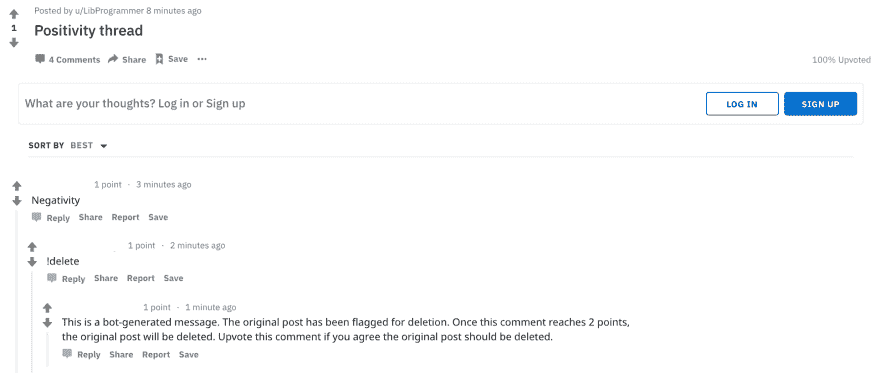 Posted by u/LibProgrammer 8 minutes ago
1
Positivity thread
4 Comments Share Save ...
100% Upvoted
What are your thoughts? Log in or Sign up
LOG IN SIGN UP
SORT BY BEST
1 point · 3 minutes ago
Negativity
Reply Share Report Save
1 point · 2 minutes ago
!delete
Reply Share Report Save
1 point · 1 minute ago
This is a bot-generated message. The original post has been flagged for deletion. Once this comment reaches 2 points,
the original post will be deleted. Upvote this comment if you agree the original post should be deleted.
Reply Share Report Save